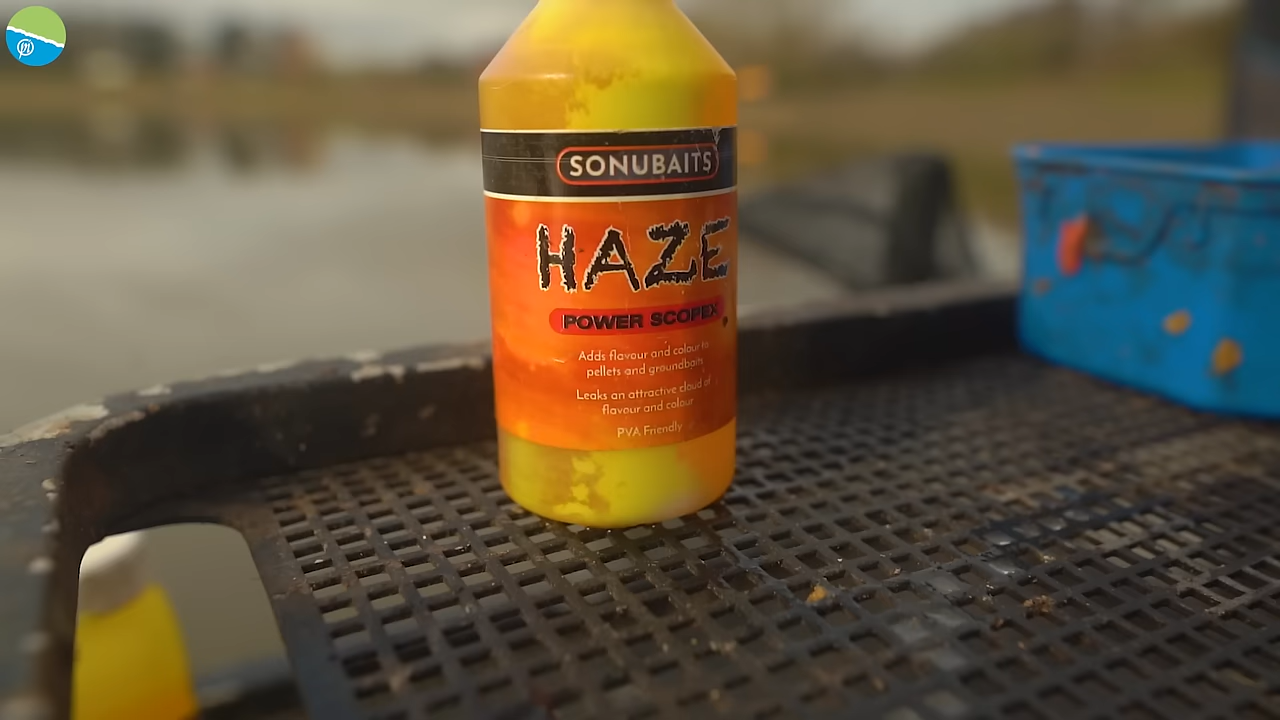 SONUBAITS
HAZE
POWER SCOPEX
Adds flavour and colour to
pellets and groundbaits
Leaks an attractive cloud of
flavour and colour
PVA Friendly